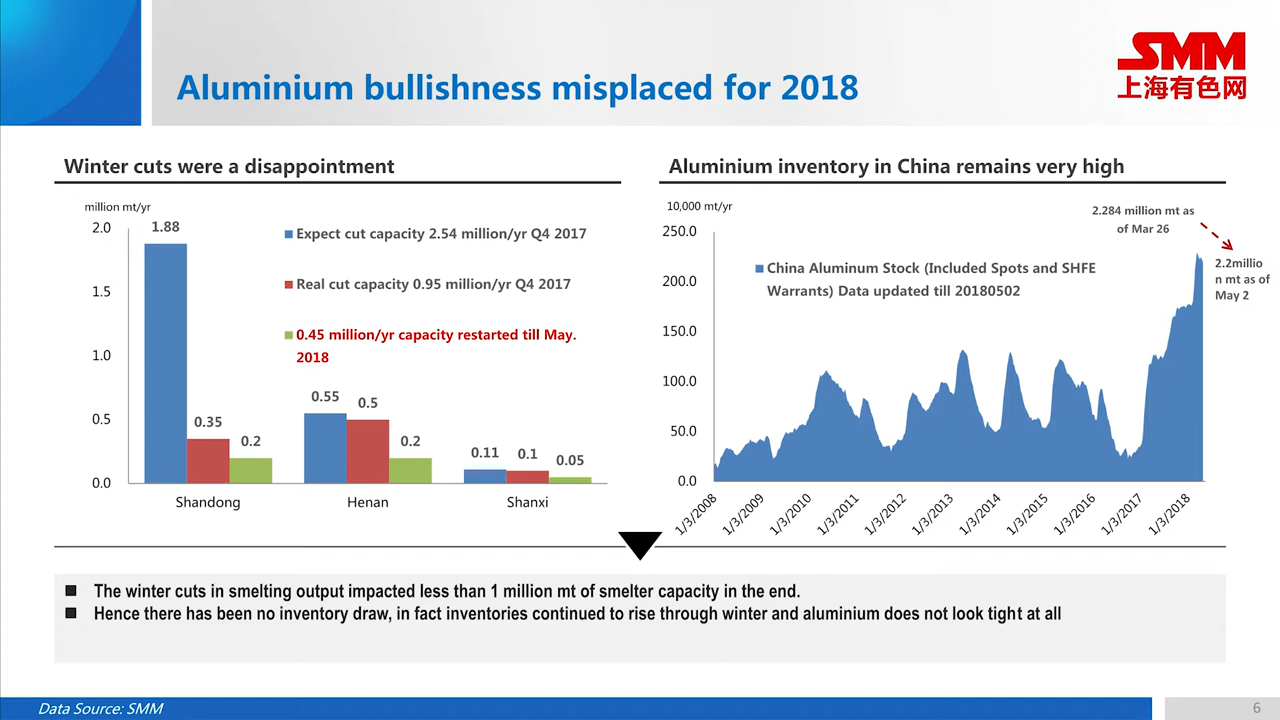 SMM
上海有色网
Aluminium bullishness misplaced for 2018
Winter cuts were a disappointment
million mt/yr
2.0
1.5
1.0
0.5
0.0
1.88
0.35
0.2
0.55
0.5
0.2
0.11
0.1
0.05
Expect cut capacity 2.54 million/yr Q4 2017
Real cut capacity 0.95 million/yr Q4 2017
0.45 million/yr capacity restarted till May.
2018
Shandong
Henan
Shanxi
Aluminium inventory in China remains very high
10,000 mt/yr
250.0
200.0
150.0
100.0
50.0
0.0
2.284 million mt as
of Mar 26
2.2millio
n mt as of
May 2
China Aluminum Stock (Included Spots and SHFE
Warrants) Data updated till 20180502
1/3/2008
1/3/2009
1/3/2010
1/3/2011
1/3/2012
1/3/2013
1/3/2014
1/3/2015
1/3/2016
1/3/2017
1/3/2018
The winter cuts in smelting output impacted less than 1 million mt of smelter capacity in the end.
Hence there has been no inventory draw, in fact inventories continued to rise through winter and aluminium does not look tight at all
Data Source: SMM
6